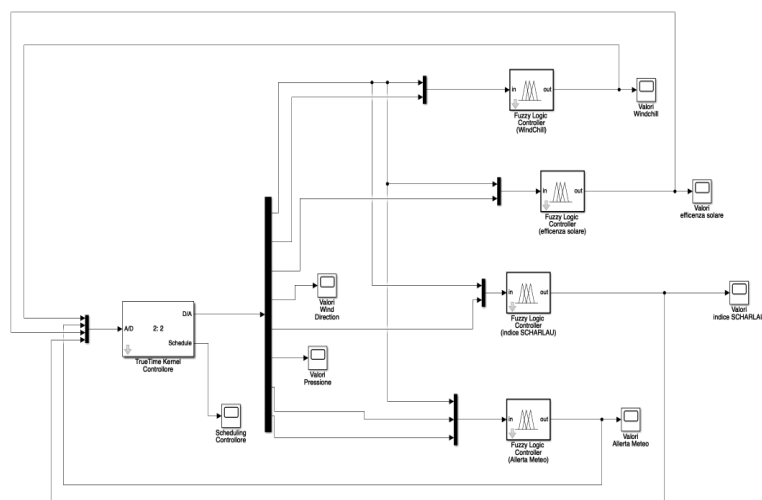 in
out
Fuzzy Logic
Controller
(WindChill)
Valori
Windchill
in
out
Fuzzy Logic
Controller
(efficenza solare)
Valori
efficenza solare
Valori
Wind
Direction
in
out
Fuzzy Logic
Controller
(indice SCHARLAU)
Valori
indice SCHARLAU
A/D
2: 2
D/A
Schedule
TrueTime Kernel
Controllore
Valori
Pressione
Scheduling
Controllore
in
out
Fuzzy Logic
Controller
(Allerta Meteo)
Valori
Allerta Meteo